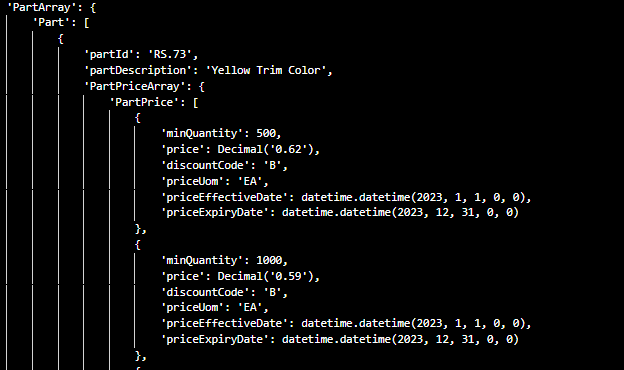 'PartArray': {
'Part': [
{
'partId': 'RS.73',
'partDescription': 'Yellow Trim Color',
'PartPriceArray': {
'PartPrice': [
{
'minQuantity': 500,
'price': Decimal('0.62'),
'discountCode': 'B',
'priceUom': 'EA',
'priceEffectiveDate': datetime.datetime(2023, 1, 1, 0, 0),
'priceExpiryDate': datetime.datetime(2023, 12, 31, 0, 0)
},
{
'minQuantity': 1000,
'price': Decimal('0.59'),
'discountCode': 'B',
'priceUom': 'EA',
'priceEffectiveDate': datetime.datetime(2023, 1, 1, 0, 0),
'priceExpiryDate': datetime.datetime(2023, 12, 31, 0, 0)
},
{